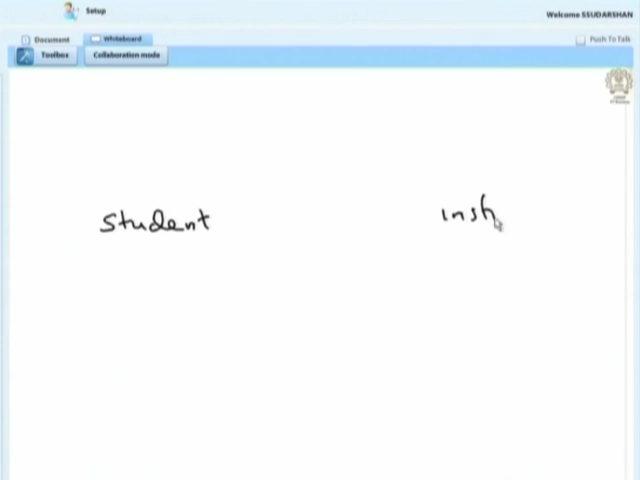 Setup
Welcome SSUDARSHAN
Document Whiteboard Push To Talk
Toolbox Collaboration mode
student inst